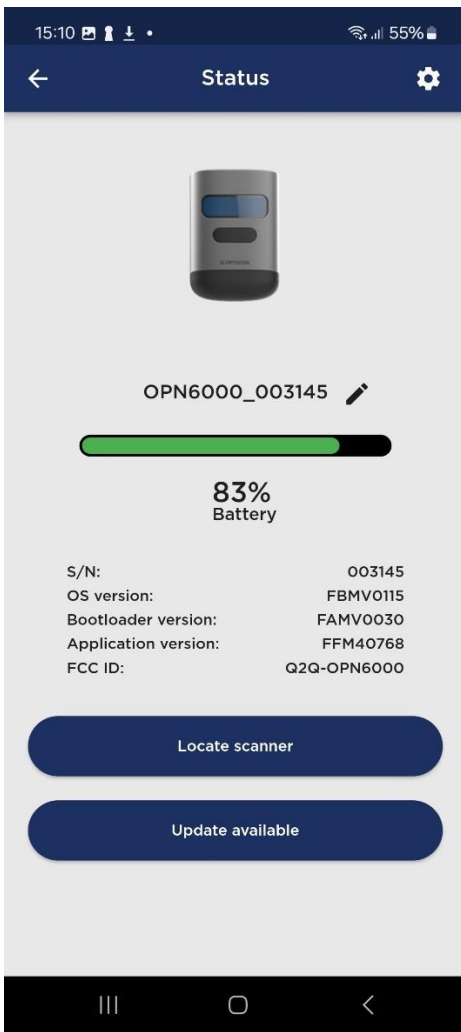 15:10 55%
Status
OPTICON
OPN6000_003145
83%
Battery
S/N: 003145
OS version: FBMV0115
Bootloader version: FAMV0030
Application version: FFM40768
FCC ID: Q2Q-OPN6000
Locate scanner
Update available